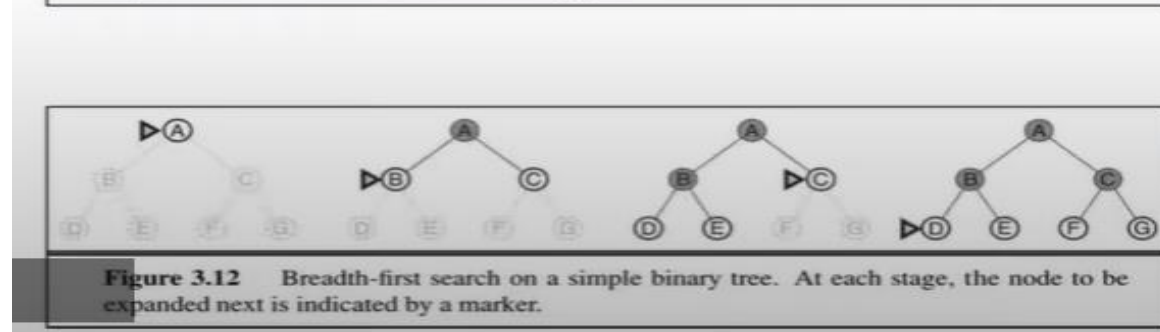 A A A A
B C B C B C B C
D E F G D E F G D E F G D E F G
Figure 3.12 Breadth-first search on a simple binary tree. At each stage, the node to be
expanded next is indicated by a marker.